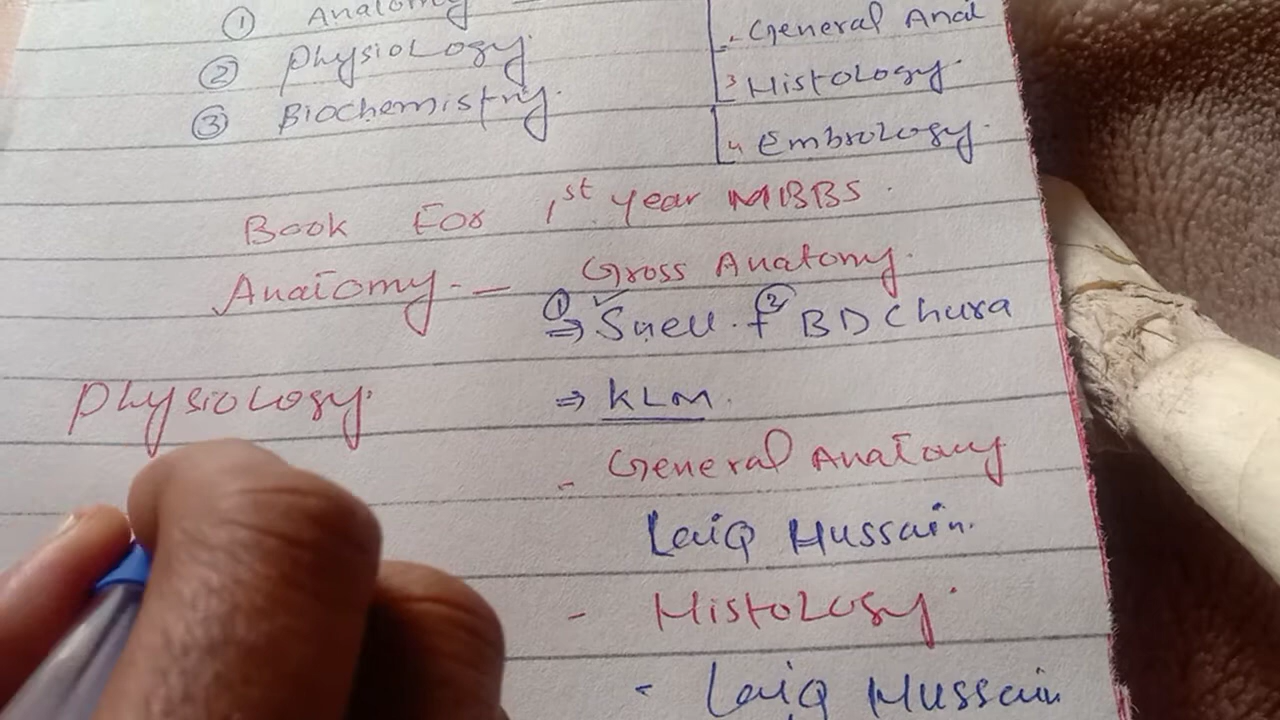 ① Anatomy
② Physiology.
③ Biochemistry.
- General Anat
3 Histology.
4 Embrology.
Book For 1st year MBBS.
Anatomy. - Gross Anatomy.
① ⇒ Snell. + ② BD Chura
Physiology. ⇒ KLM.
- General Anatomy
Laiq Hussain.
- Histology.
- Laiq Hussain